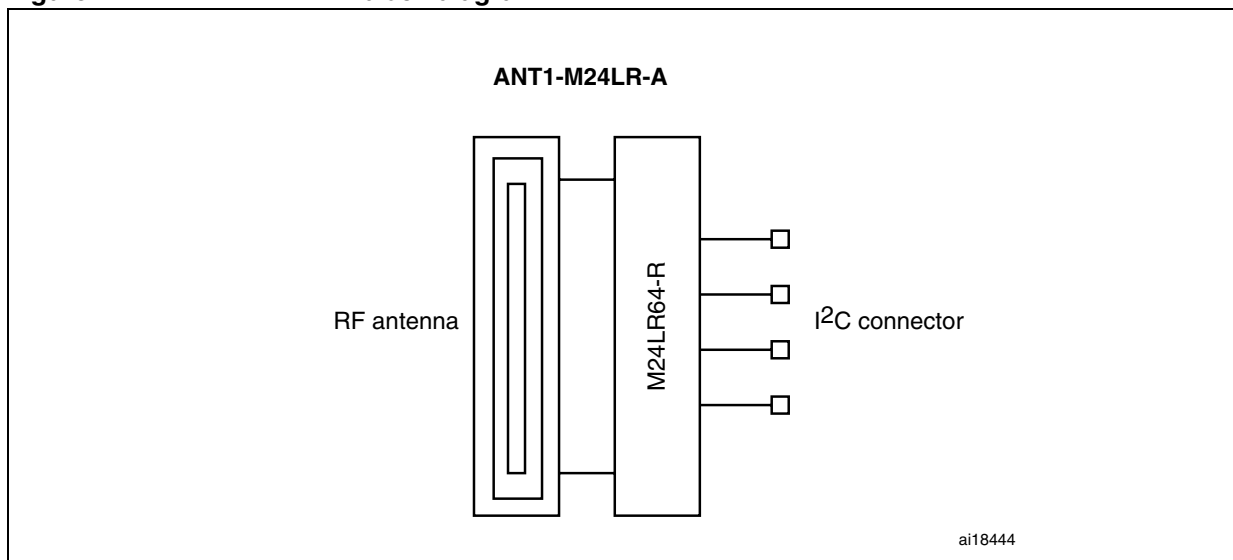 ANT1-M24LR-A
RF antenna
M24LR64-R
I²C connector
ai18444